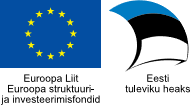 Euroopa Liit
Euroopa struktuuri-
ja investeerimisfondid
Eesti
tuleviku heaks